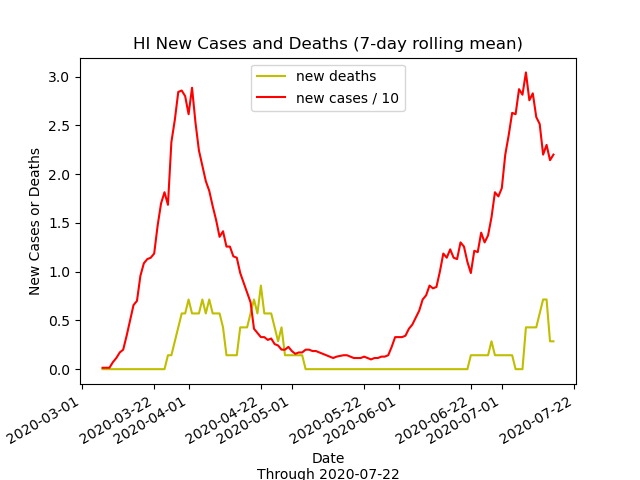 HI New Cases and Deaths (7-day rolling mean)
new deaths
new cases / 10
3.0
2.5
2.0
1.5
1.0
0.5
0.0
New Cases or Deaths
2020-03-01
2020-03-22
2020-04-01
2020-04-22
2020-05-01
2020-05-22
2020-06-01
2020-06-22
2020-07-01
2020-07-22
Date
Through 2020-07-22